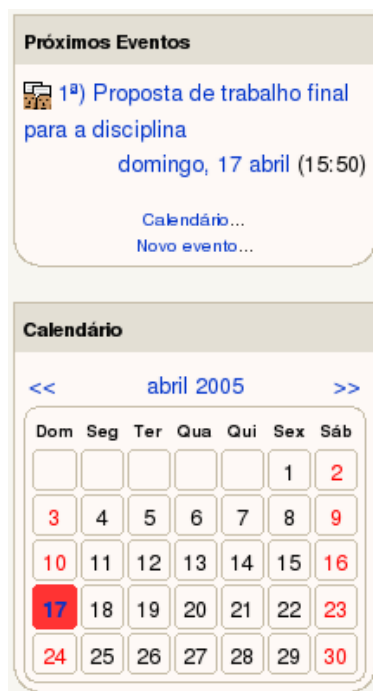 Próximos Eventos
1ª) Proposta de trabalho final
para a disciplina
domingo, 17 abril (15:50)
Calendário...
Novo evento...
Calendário
<< abril 2005 >>
Dom Seg Ter Qua Qui Sex Sáb
1 2
3 4 5 6 7 8 9
10 11 12 13 14 15 16
17 18 19 20 21 22 23
24 25 26 27 28 29 30